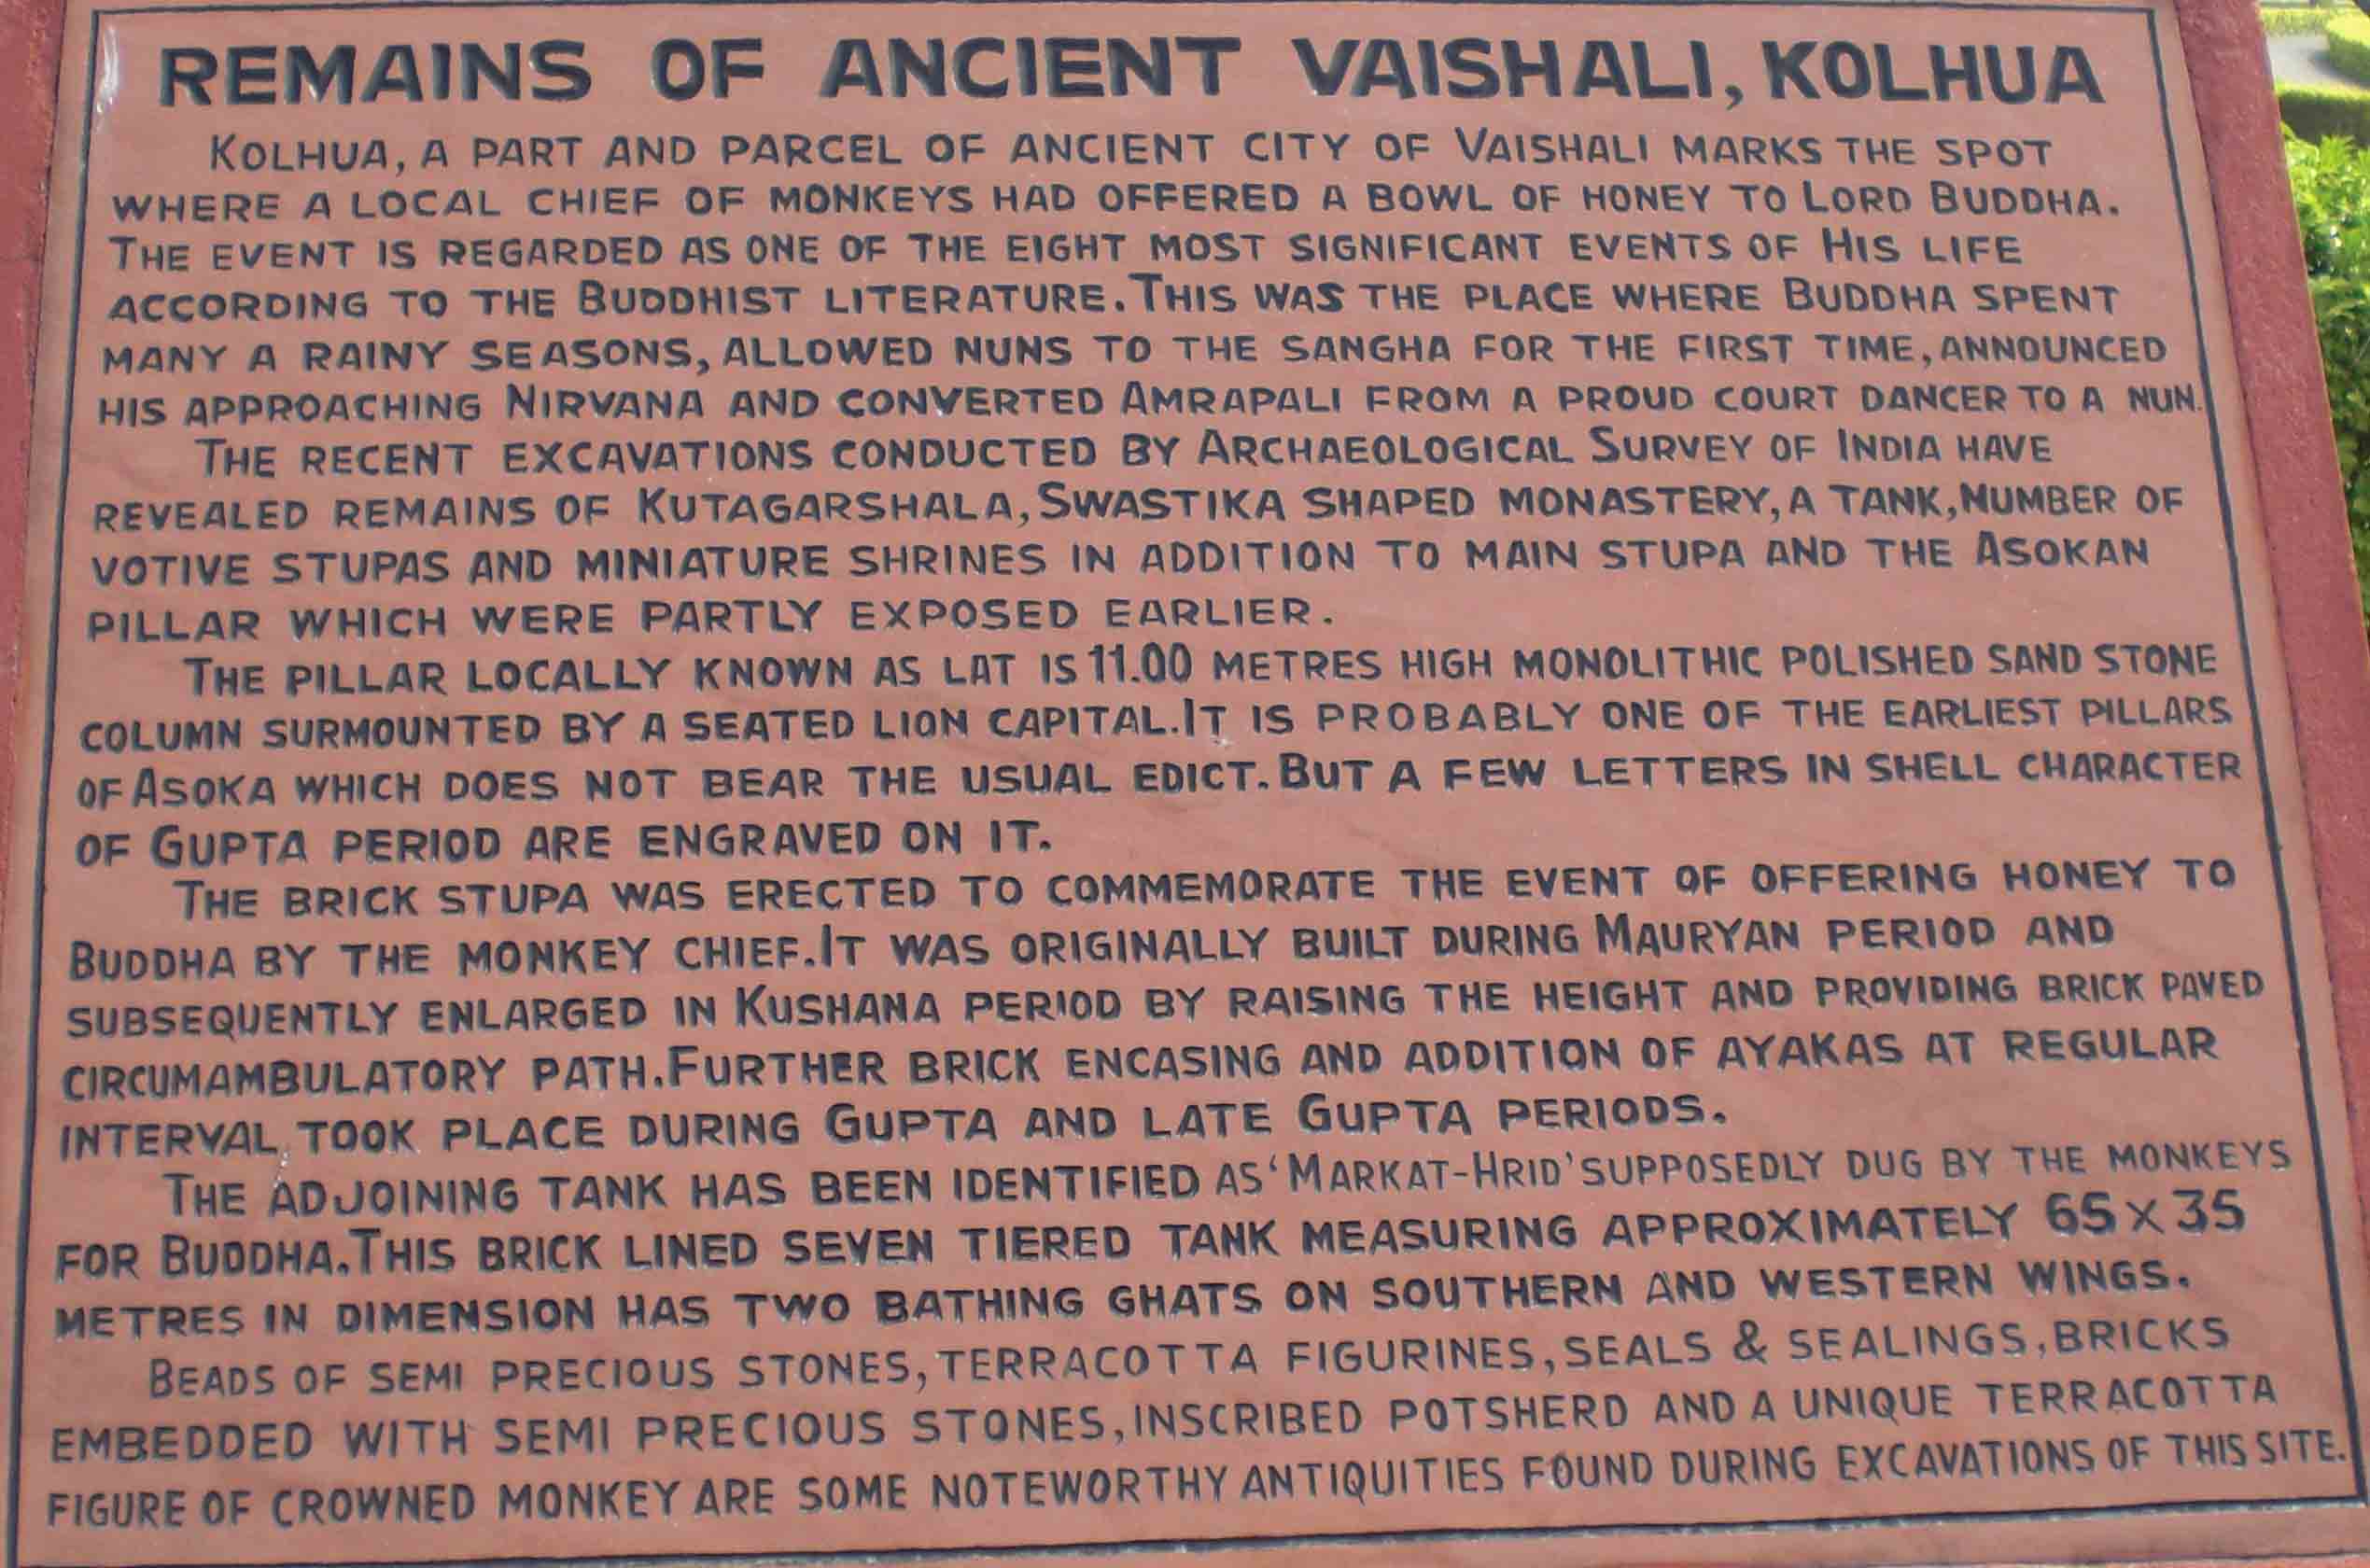 REMAINS OF ANCIENT VAISHALI, KOLHUA
KOLHUA, A PART AND PARCEL OF ANCIENT CITY OF VAISHALI MARKS THE SPOT
WHERE A LOCAL CHIEF OF MONKEYS HAD OFFERED A BOWL OF HONEY TO LORD BUDDHA.
THE EVENT IS REGARDED AS ONE OF THE EIGHT MOST SIGNIFICANT EVENTS OF HIS LIFE
ACCORDING TO THE BUDDHIST LITERATURE. THIS WAS THE PLACE WHERE BUDDHA SPENT
MANY A RAINY SEASONS, ALLOWED NUNS TO THE SANGHA FOR THE FIRST TIME, ANNOUNCED
HIS APPROACHING NIRVANA AND CONVERTED AMRAPALI FROM A PROUD COURT DANCER TO A NUN.
THE RECENT EXCAVATIONS CONDUCTED BY ARCHAEOLOGICAL SURVEY OF INDIA HAVE
REVEALED REMAINS OF KUTAGARSHALA, SWASTIKA SHAPED MONASTERY, A TANK, NUMBER OF
VOTIVE STUPAS AND MINIATURE SHRINES IN ADDITION TO MAIN STUPA AND THE ASOKAN
PILLAR WHICH WERE PARTLY EXPOSED EARLIER.
THE PILLAR LOCALLY KNOWN AS LAT IS 11.00 METRES HIGH MONOLITHIC POLISHED SAND STONE
COLUMN SURMOUNTED BY A SEATED LION CAPITAL. IT IS PROBABLY ONE OF THE EARLIEST PILLARS
OF ASOKA WHICH DOES NOT BEAR THE USUAL EDICT. BUT A FEW LETTERS IN SHELL CHARACTER
OF GUPTA PERIOD ARE ENGRAVED ON IT.
THE BRICK STUPA WAS ERECTED TO COMMEMORATE THE EVENT OF OFFERING HONEY TO
BUDDHA BY THE MONKEY CHIEF. IT WAS ORIGINALLY BUILT DURING MAURYAN PERIOD AND
SUBSEQUENTLY ENLARGED IN KUSHANA PERIOD BY RAISING THE HEIGHT AND PROVIDING BRICK PAVED
CIRCUMAMBULATORY PATH. FURTHER BRICK ENCASING AND ADDITION OF AYAKAS AT REGULAR
INTERVAL TOOK PLACE DURING GUPTA AND LATE GUPTA PERIODS.
THE ADJOINING TANK HAS BEEN IDENTIFIED AS 'MARKAT-HRID' SUPPOSEDLY DUG BY THE MONKEYS
FOR BUDDHA. THIS BRICK LINED SEVEN TIERED TANK MEASURING APPROXIMATELY 65 X 35
METRES IN DIMENSION HAS TWO BATHING GHATS ON SOUTHERN AND WESTERN WINGS.
BEADS OF SEMI PRECIOUS STONES, TERRACOTTA FIGURINES, SEALS & SEALINGS, BRICKS
EMBEDDED WITH SEMI PRECIOUS STONES, INSCRIBED POTSHERD AND A UNIQUE TERRACOTTA
FIGURE OF CROWNED MONKEY ARE SOME NOTEWORTHY ANTIQUITIES FOUND DURING EXCAVATIONS OF THIS SITE.